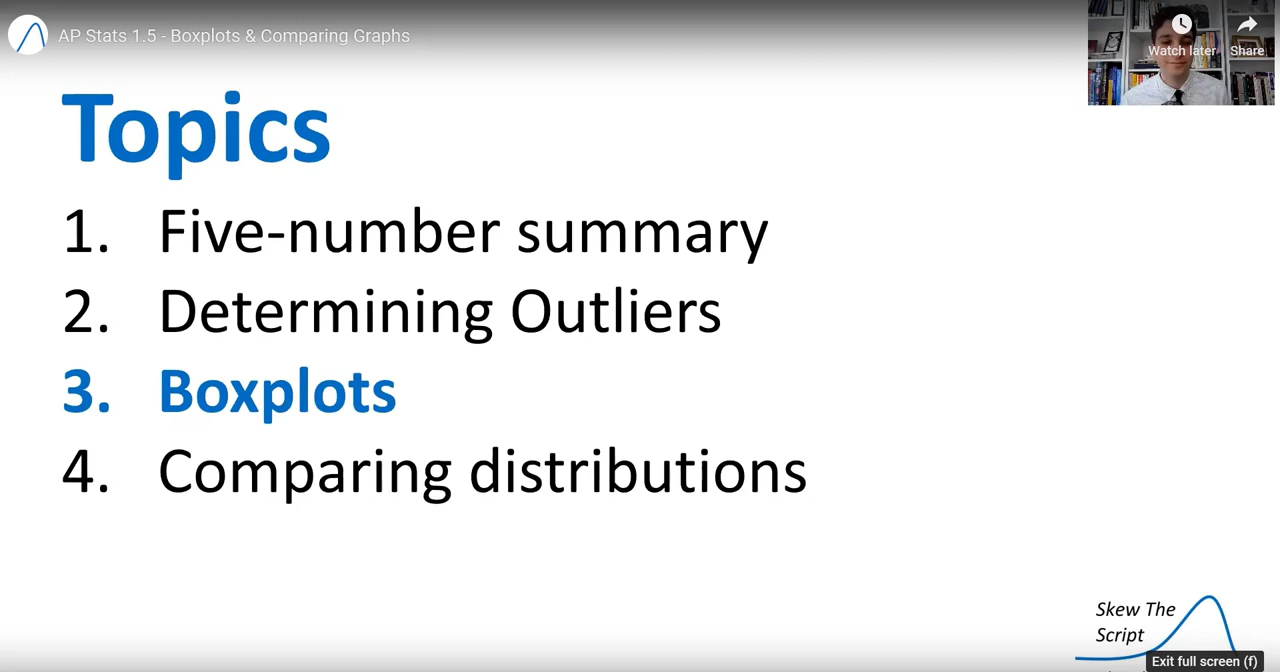 AP Stats 1.5 - Boxplots & Comparing Graphs
Watch later
Share
Topics
1. Five-number summary
2. Determining Outliers
3. Boxplots
4. Comparing distributions
Skew The
Script
Exit full screen (f)